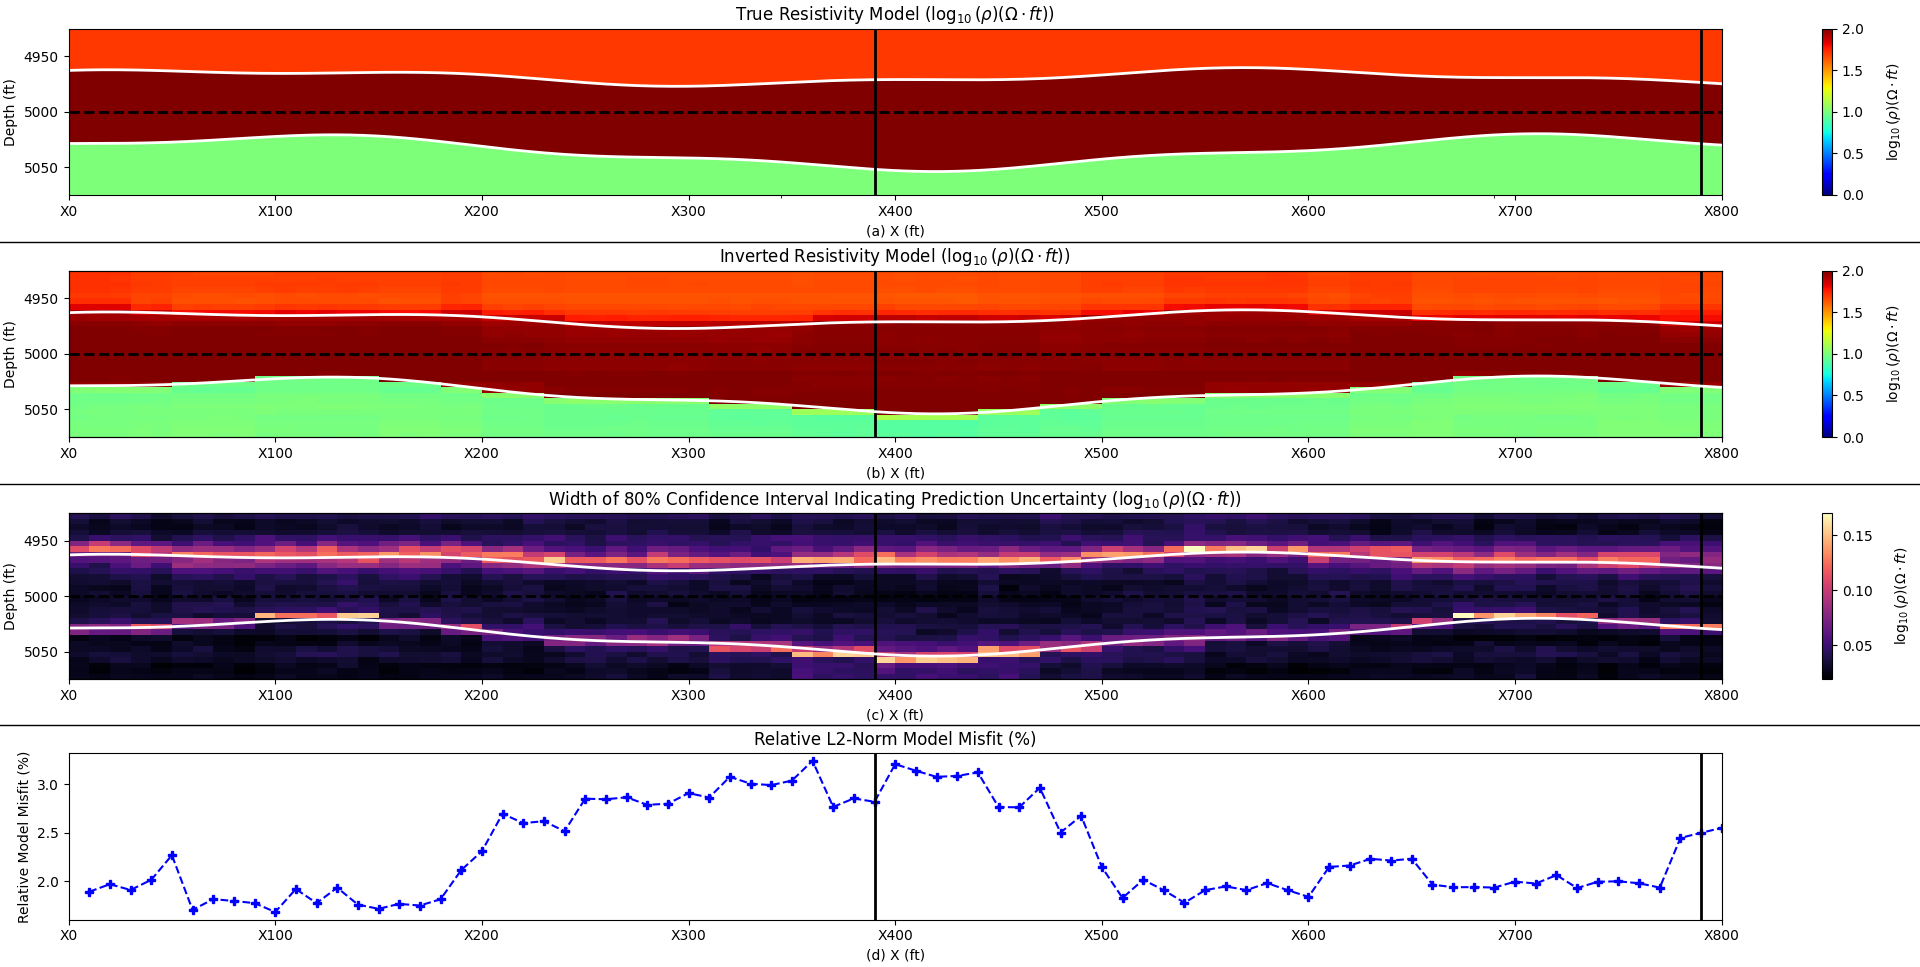 True Resistivity Model (log₁₀ (ρ)(Ω · ft))
Depth (ft)
4950
5000
5050
X0 X100 X200 X300 X400 X500 X600 X700 X800
(a) X (ft)
2.0
1.5
1.0
0.5
0.0
log₁₀ (ρ)(Ω · ft)
Inverted Resistivity Model (log₁₀ (ρ)(Ω · ft))
Depth (ft)
4950
5000
5050
X0 X100 X200 X300 X400 X500 X600 X700 X800
(b) X (ft)
2.0
1.5
1.0
0.5
0.0
log₁₀ (ρ)(Ω · ft)
Width of 80% Confidence Interval Indicating Prediction Uncertainty (log₁₀ (ρ)(Ω · ft))
Depth (ft)
4950
5000
5050
X0 X100 X200 X300 X400 X500 X600 X700 X800
(c) X (ft)
0.15
0.10
0.05
log₁₀ (ρ)(Ω · ft)
Relative L2-Norm Model Misfit (%)
Relative Model Misfit (%)
3.0
2.5
2.0
X0 X100 X200 X300 X400 X500 X600 X700 X800
(d) X (ft)